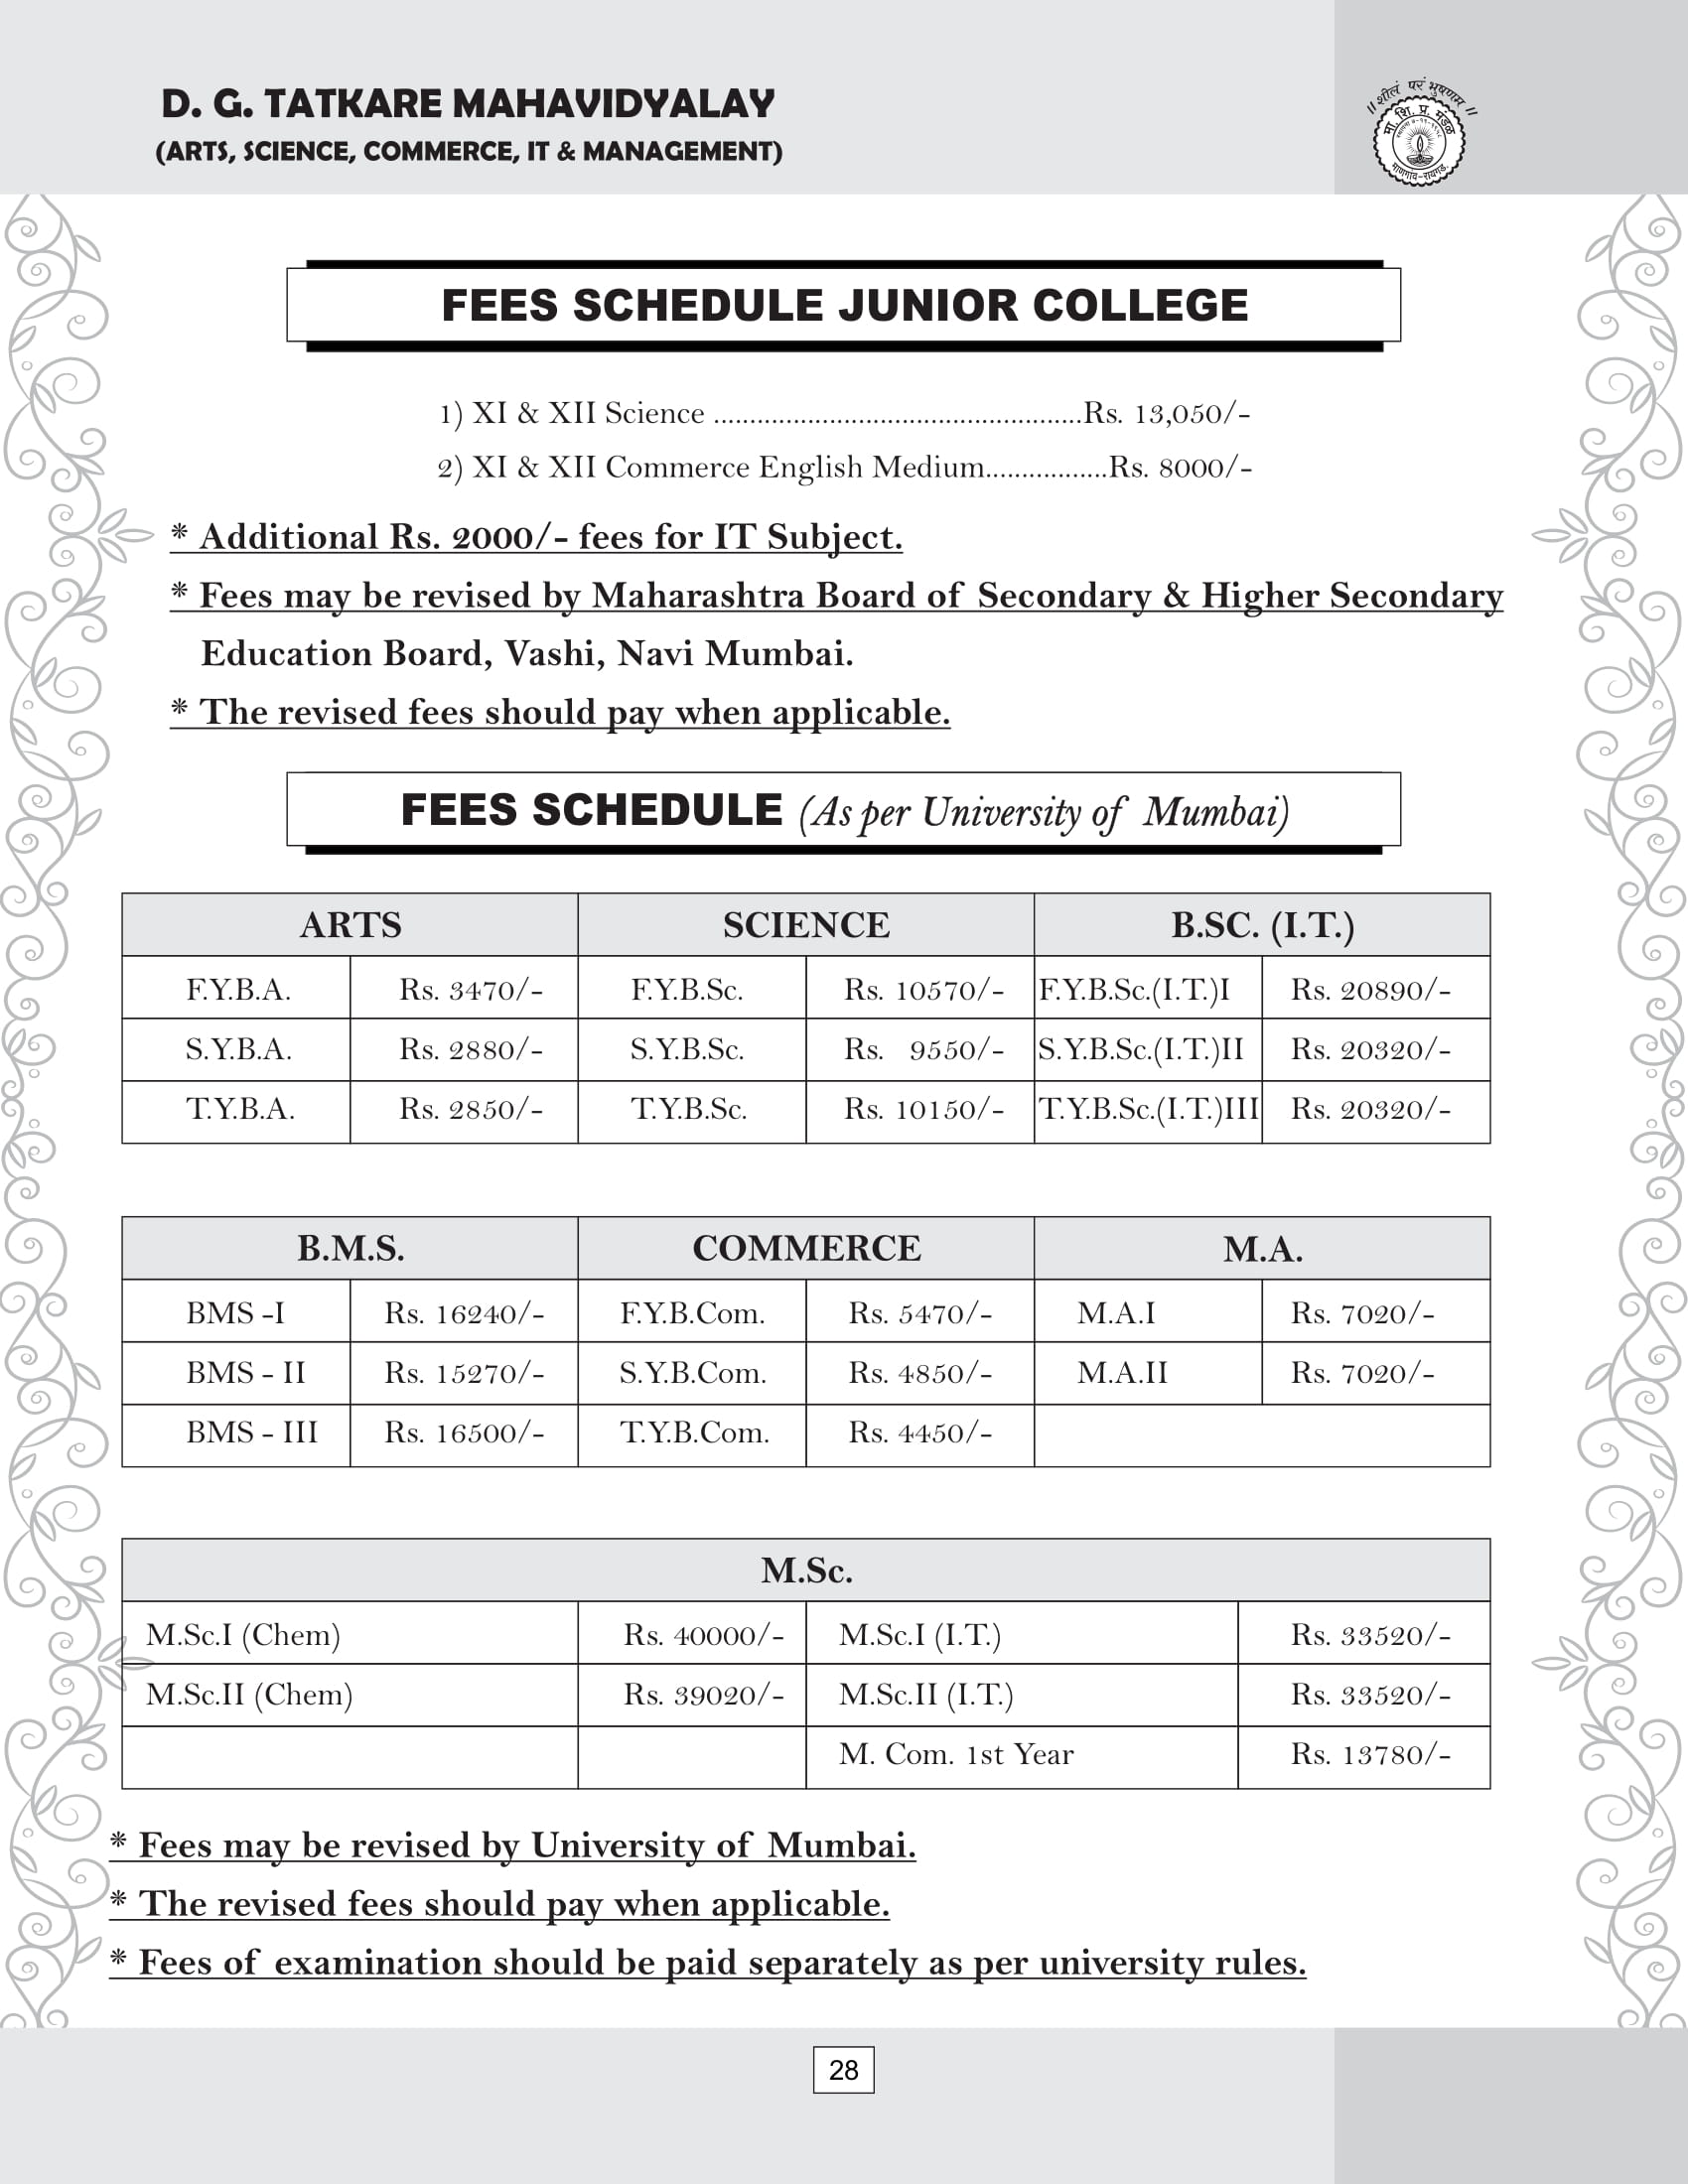 D. G. TATKARE MAHAVIDYALAY
(ARTS, SCIENCE, COMMERCE, IT & MANAGEMENT)
॥ शीलं परं भुषणम ॥
मा. शि. प्र. मंडळ
माणगांव-रायगड.
FEES SCHEDULE JUNIOR COLLEGE
1) XI & XII Science ...................................................Rs. 13,050/-
2) XI & XII Commerce English Medium.................Rs. 8000/-
* Additional Rs. 2000/- fees for IT Subject.
* Fees may be revised by Maharashtra Board of Secondary & Higher Secondary
Education Board, Vashi, Navi Mumbai.
* The revised fees should pay when applicable.
FEES SCHEDULE (As per University of Mumbai)
ARTS SCIENCE B.SC. (I.T.)
F.Y.B.A. Rs. 3470/- F.Y.B.Sc. Rs. 10570/- F.Y.B.Sc.(I.T.)I Rs. 20890/-
S.Y.B.A. Rs. 2880/- S.Y.B.Sc. Rs. 9550/- S.Y.B.Sc.(I.T.)II Rs. 20320/-
T.Y.B.A. Rs. 2850/- T.Y.B.Sc. Rs. 10150/- T.Y.B.Sc.(I.T.)III Rs. 20320/-
B.M.S. COMMERCE M.A.
BMS -I Rs. 16240/- F.Y.B.Com. Rs. 5470/- M.A.I Rs. 7020/-
BMS - II Rs. 15270/- S.Y.B.Com. Rs. 4850/- M.A.II Rs. 7020/-
BMS - III Rs. 16500/- T.Y.B.Com. Rs. 4450/-
M.Sc.
M.Sc.I (Chem) Rs. 40000/- M.Sc.I (I.T.) Rs. 33520/-
M.Sc.II (Chem) Rs. 39020/- M.Sc.II (I.T.) Rs. 33520/-
M. Com. 1st Year Rs. 13780/-
* Fees may be revised by University of Mumbai.
* The revised fees should pay when applicable.
* Fees of examination should be paid separately as per university rules.
28